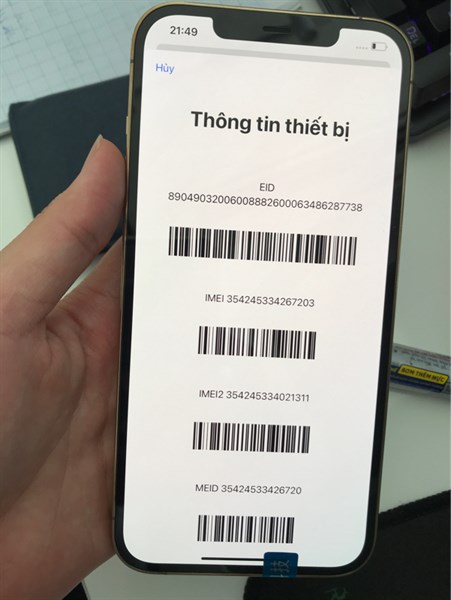 21:49
Hủy
Thông tin thiết bị
EID
89049032006008882600063486287738
IMEI 354245334267203
IMEI2 354245334021311
MEID 35424533426720